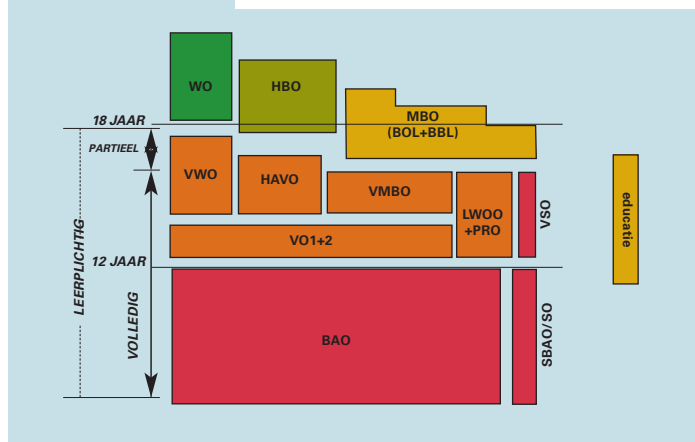 WO
HBO
MBO
(BOL+BBL)
18 JAAR
PARTIEEL
VWO
HAVO
VMBO
LWOO
+PRO
VSO
educatie
VO1+2
12 JAAR
LEERPLICHTIG
VOLLEDIG
BAO
SBAO/SO